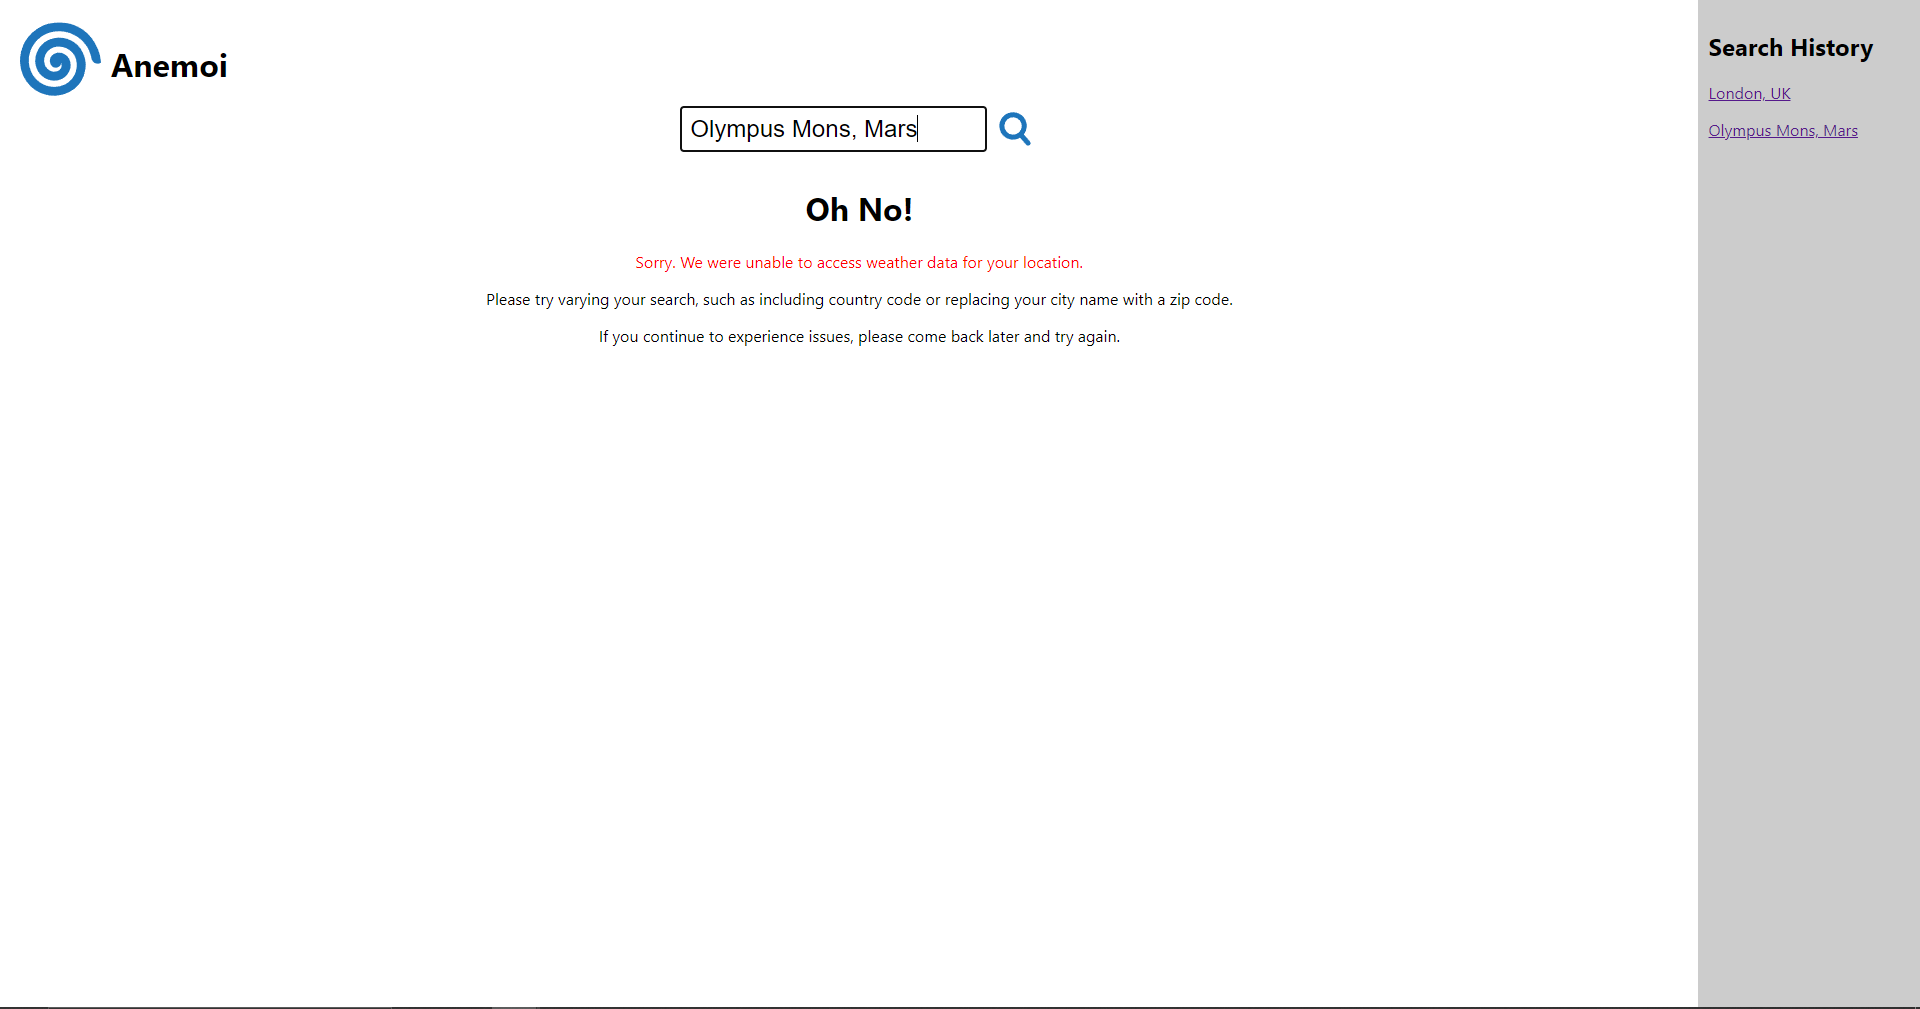 Anemoi
Olympus Mons, Mars
Oh No!
Sorry. We were unable to access weather data for your location.
Please try varying your search, such as including country code or replacing your city name with a zip code.
If you continue to experience issues, please come back later and try again.
Search History
London, UK
Olympus Mons, Mars